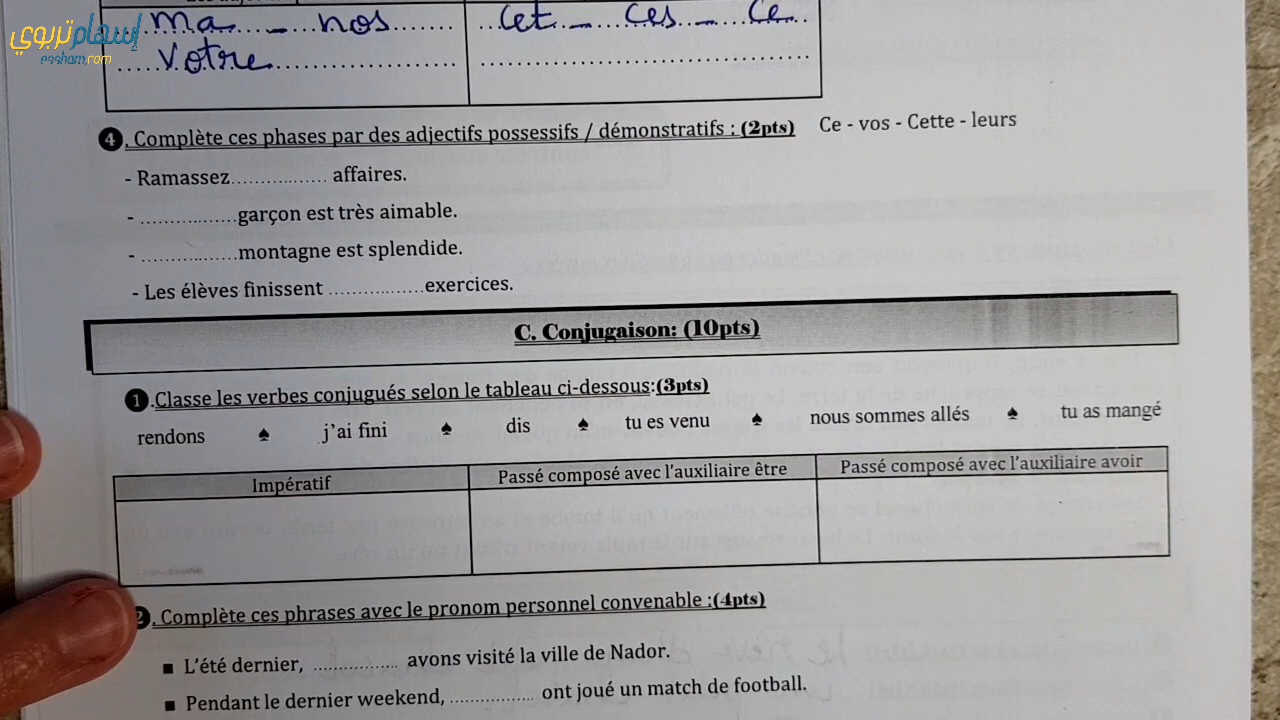 ma - nos cet - ces - ce
إسهام تربوي
votre
essham.com
4. Complète ces phases par des adjectifs possessifs / démonstratifs : (2pts) Ce - vos - Cette - leurs
- Ramassez................ affaires.
- ................garçon est très aimable.
- ................montagne est splendide.
- Les élèves finissent ................exercices.
C. Conjugaison: (10pts)
1.Classe les verbes conjugués selon le tableau ci-dessous:(3pts)
rendons ♠ j'ai fini ♠ dis ♠ tu es venu ♠ nous sommes allés ♠ tu as mangé
Impératif Passé composé avec l'auxiliaire être Passé composé avec l'auxiliaire avoir
2. Complète ces phrases avec le pronom personnel convenable :(4pts)
▪ L'été dernier, ................ avons visité la ville de Nador.
▪ Pendant le dernier weekend, ................ ont joué un match de football.